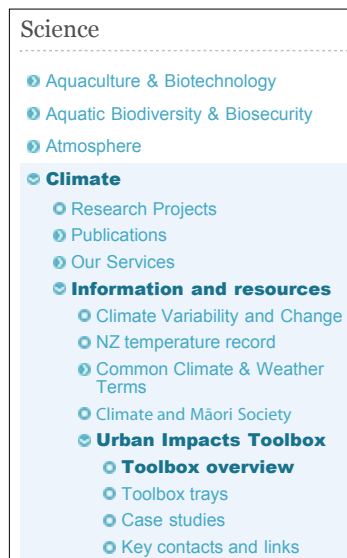 Science
Aquaculture & Biotechnology
Aquatic Biodiversity & Biosecurity
Atmosphere
Climate
Research Projects
Publications
Our Services
Information and resources
Climate Variability and Change
NZ temperature record
Common Climate & Weather
Terms
Climate and Māori Society
Urban Impacts Toolbox
Toolbox overview
Toolbox trays
Case studies
Key contacts and links